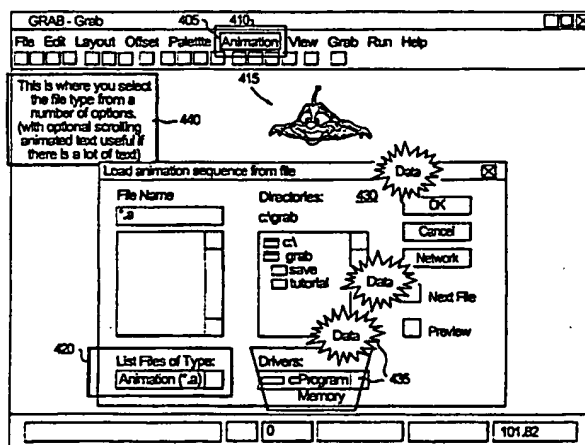 GRAB - Grab
405
410
File Edit Layout Offset Palettte Animation View Grab Run Help
415
This is where you select
the file type from a
number of options.
(with optional scrolling
animated text useful if
there is a lot of text)
440
Load animation sequence from file
Data
File Name
Directories:
430
OK
*.a
c:\grab
Cancel
c:\
grab
Network
save
tutorial
Data
Next File
Data
Preview
420
List Files of Type:
Drivers:
Animation (*.a)
c:Program
435
Memory
0
101.82